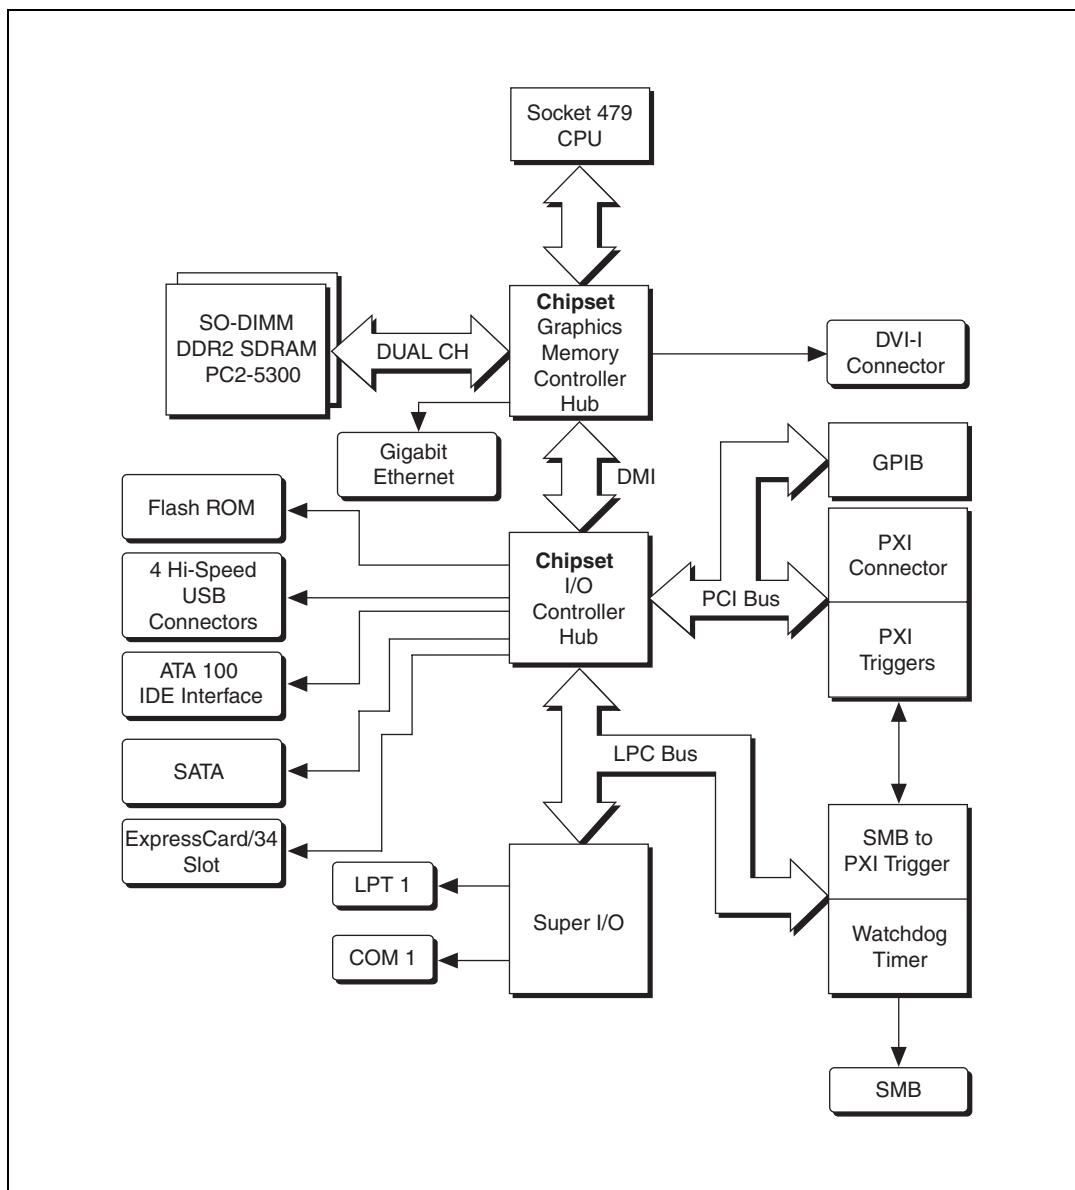 Socket 479
CPU
SO-DIMM
DDR2 SDRAM
PC2-5300
DUAL CH
Chipset
Graphics
Memory
Controller
Hub
DVI-I
Connector
Gigabit
Ethernet
DMI
GPIB
Flash ROM
4 Hi-Speed
USB
Connectors
ATA 100
IDE Interface
SATA
ExpressCard/34
Slot
Chipset
I/O
Controller
Hub
PCI Bus
PXI
Connector
PXI
Triggers
LPC Bus
LPT 1
COM 1
Super I/O
SMB to
PXI Trigger
Watchdog
Timer
SMB